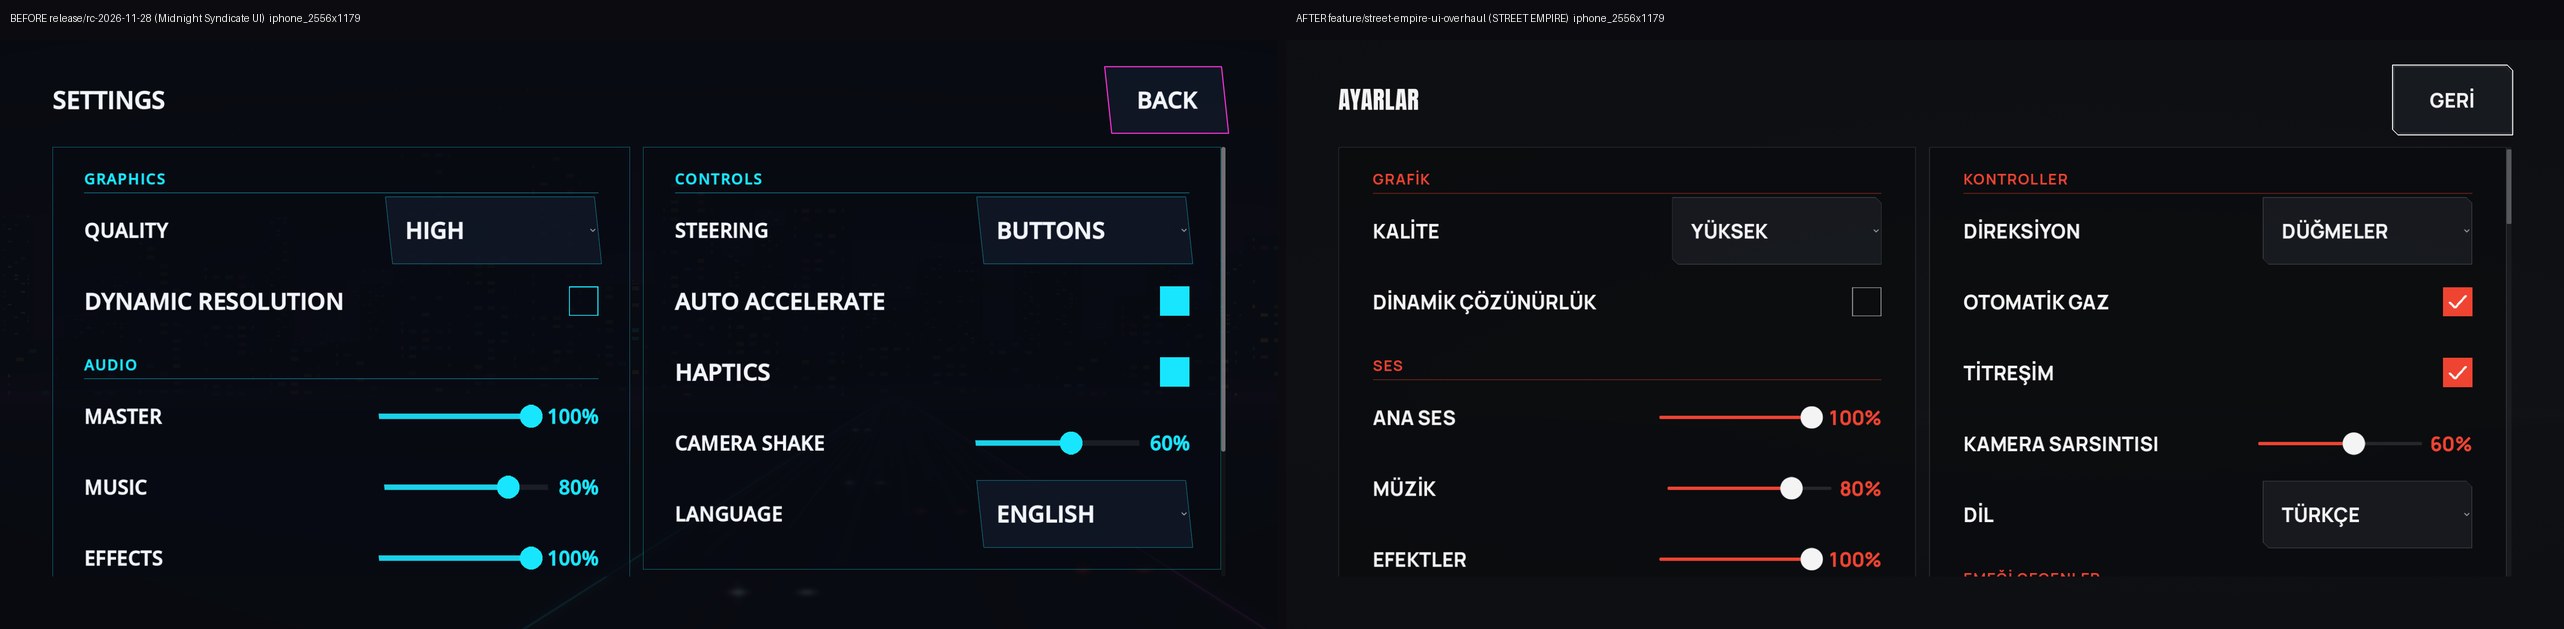 BEFORE release/rc-2026-11-28 (Midnight Syndicate UI) iphone_2556x1179
SETTINGS
BACK
GRAPHICS
QUALITY
HIGH
DYNAMIC RESOLUTION
AUDIO
MASTER
100%
MUSIC
80%
EFFECTS
100%
CONTROLS
STEERING
BUTTONS
AUTO ACCELERATE
HAPTICS
CAMERA SHAKE
60%
LANGUAGE
ENGLISH
AFTER feature/street-empire-ui-overhaul (STREET EMPIRE) iphone_2556x1179
AYARLAR
GERİ
GRAFİK
KALİTE
YÜKSEK
DİNAMİK ÇÖZÜNÜRLÜK
SES
ANA SES
100%
MÜZİK
80%
EFEKTLER
100%
KONTROLLER
DİREKSİYON
DÜĞMELER
OTOMATİK GAZ
TİTREŞİM
KAMERA SARSINTISI
60%
DİL
TÜRKÇE